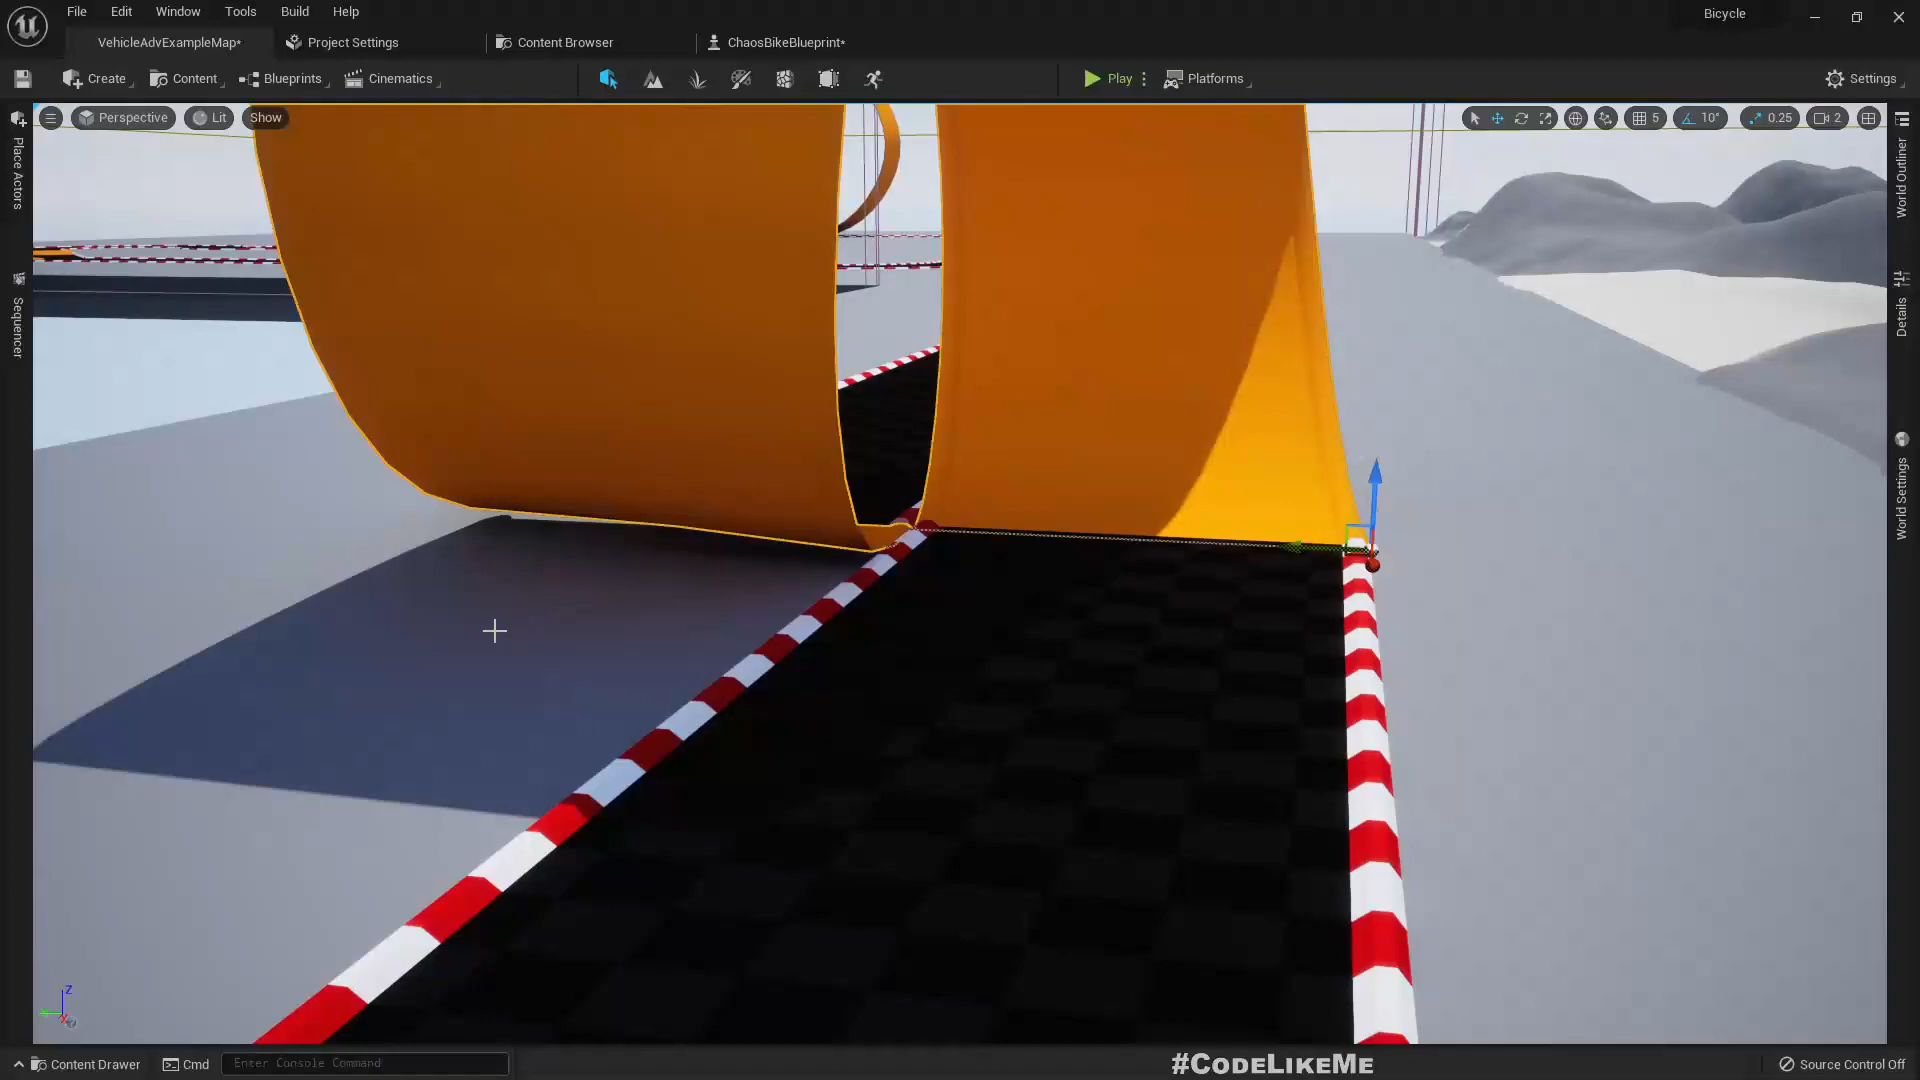 File Edit Window Tools Build Help
Bicycle
VehicleAdvExampleMap*
Project Settings
Content Browser
ChaosBikeBlueprint*
Create
Content
Blueprints
Cinematics
Play
Platforms
Settings
Perspective
Lit
Show
5
10°
0.25
2
Place Actors
Sequencer
World Outliner
Details
World Settings
Z
Content Drawer
Cmd
Enter Console Command
#CodeLikeMe
Source Control Off